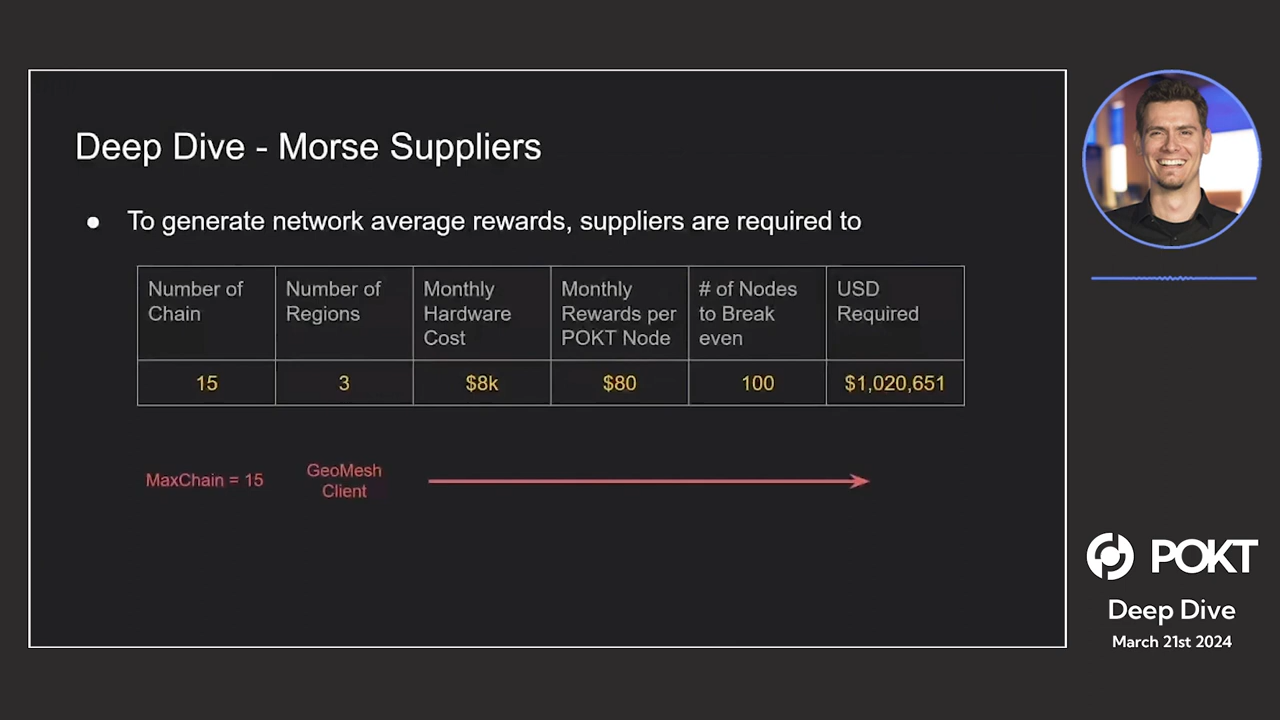 Deep Dive - Morse Suppliers
● To generate network average rewards, suppliers are required to
Number of Chain
Number of Regions
Monthly Hardware Cost
Monthly Rewards per POKT Node
# of Nodes to Break even
USD Required
15
3
$8k
$80
100
$1,020,651
MaxChain = 15
GeoMesh
Client
POKT
Deep Dive
March 21st 2024